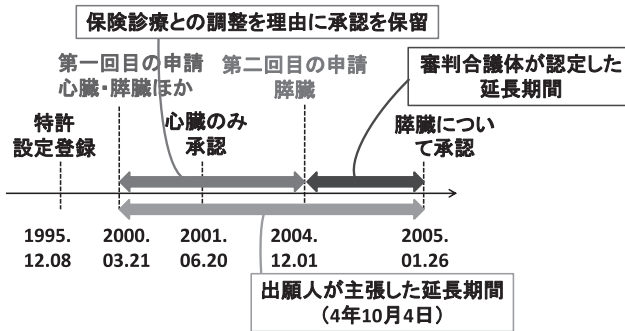 保険診療との調整を理由に承認を保留
第一回目の申請
心臓・膵臓ほか
第二回目の申請
膵臓
審判合議体が認定した
延長期間
特許
設定登録
心臓のみ
承認
膵臓につい
て承認
1995.
12.08
2000.
03.21
2001.
06.20
2004.
12.01
2005.
01.26
出願人が主張した延長期間
（4年10月4日）